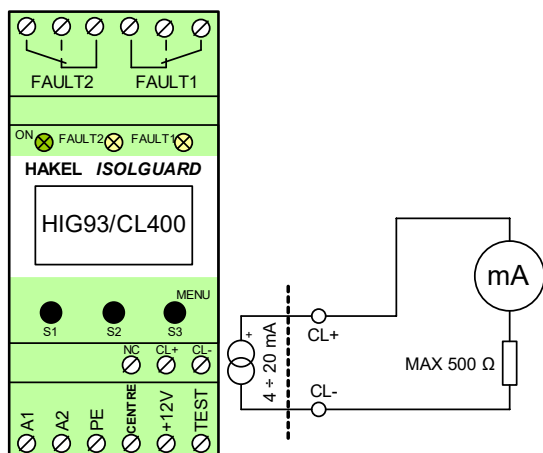 FAULT2 FAULT1
ON FAULT2 FAULT1
HAKEL ISOLGUARD
HIG93/CL400
MENU
S1 S2 S3
NC CL+ CL-
A1 A2 PE CENTRE +12V TEST
+
4 ÷ 20 mA
CL+
CL-
mA
MAX 500 Ω